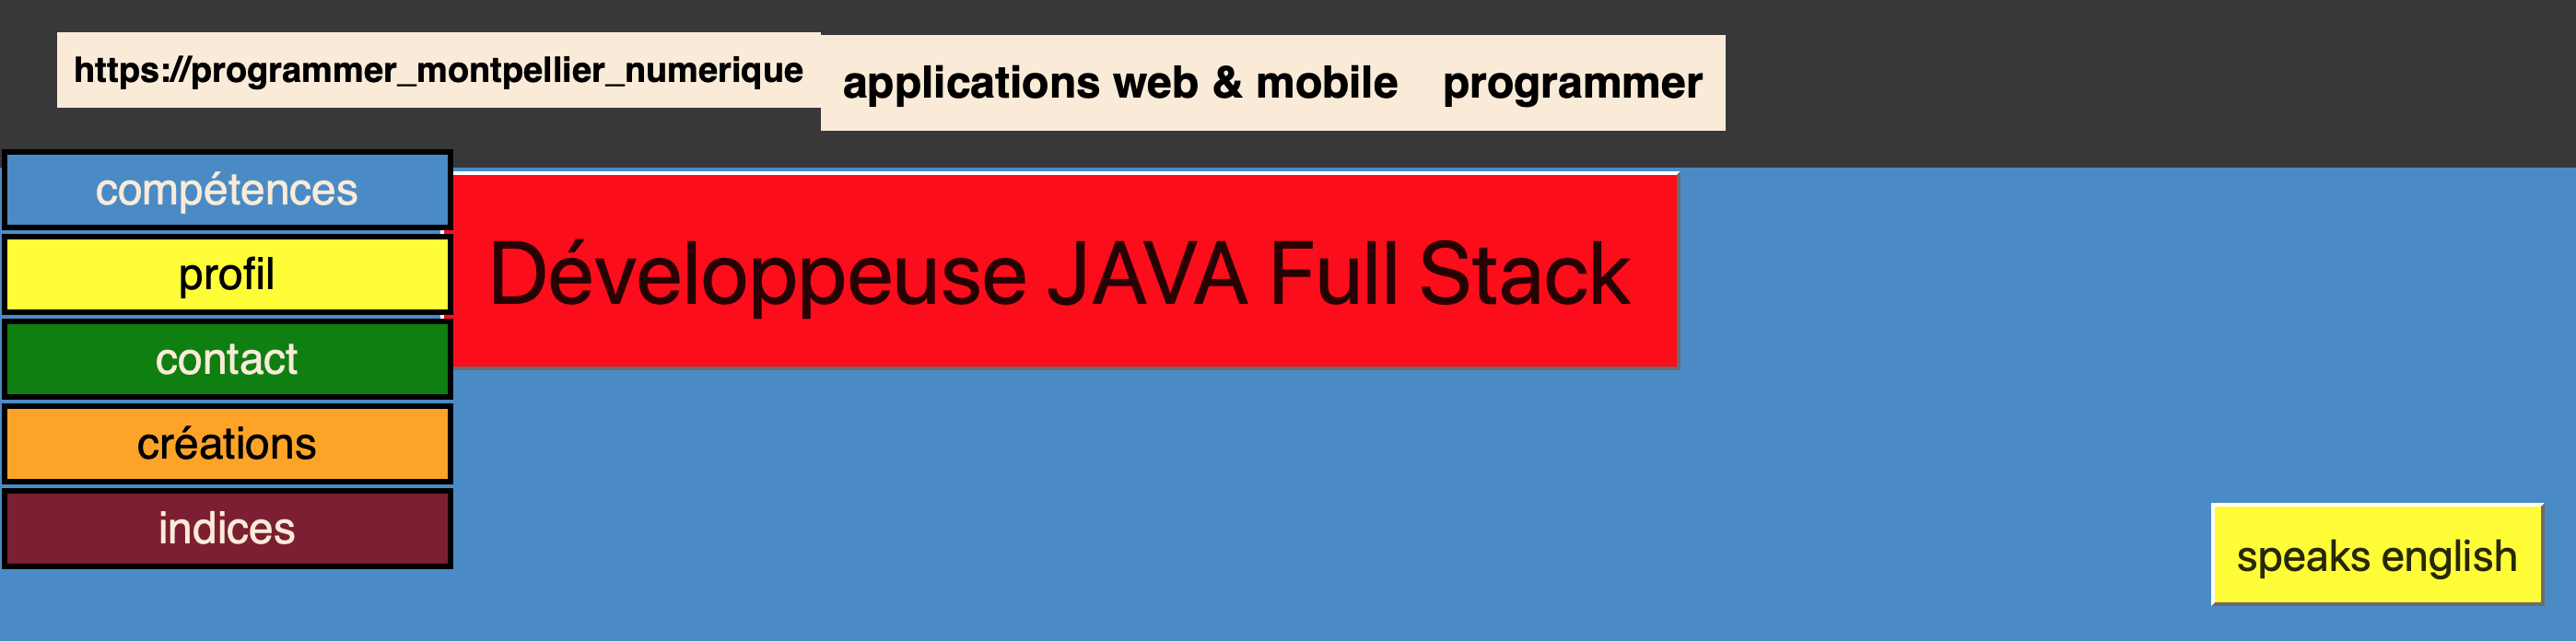 https://programmer_montpellier_numerique
applications web & mobile programmer
compétences
profil
contact
créations
indices
Développeuse JAVA Full Stack
speaks english